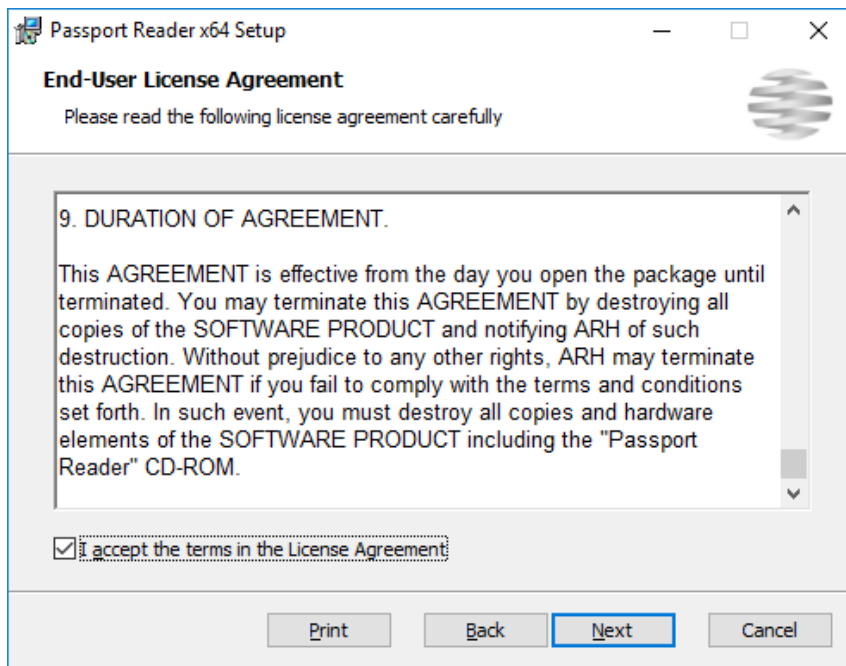 Passport Reader x64 Setup
End-User License Agreement
Please read the following license agreement carefully
9. DURATION OF AGREEMENT.
This AGREEMENT is effective from the day you open the package until
terminated. You may terminate this AGREEMENT by destroying all
copies of the SOFTWARE PRODUCT and notifying ARH of such
destruction. Without prejudice to any other rights, ARH may terminate
this AGREEMENT if you fail to comply with the terms and conditions
set forth. In such event, you must destroy all copies and hardware
elements of the SOFTWARE PRODUCT including the "Passport
Reader" CD-ROM.
I accept the terms in the License Agreement
Print Back Next Cancel